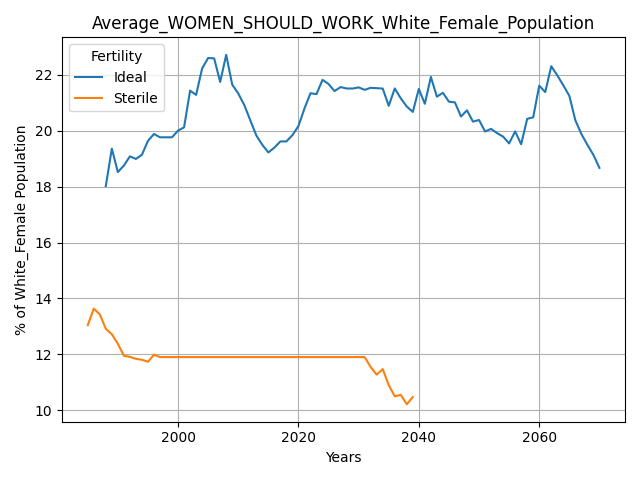 Average_WOMEN_SHOULD_WORK_White_Female_Population
Fertility
Ideal
Sterile
% of White_Female Population
22
20
18
16
14
12
10
2000 2020 2040 2060
Years